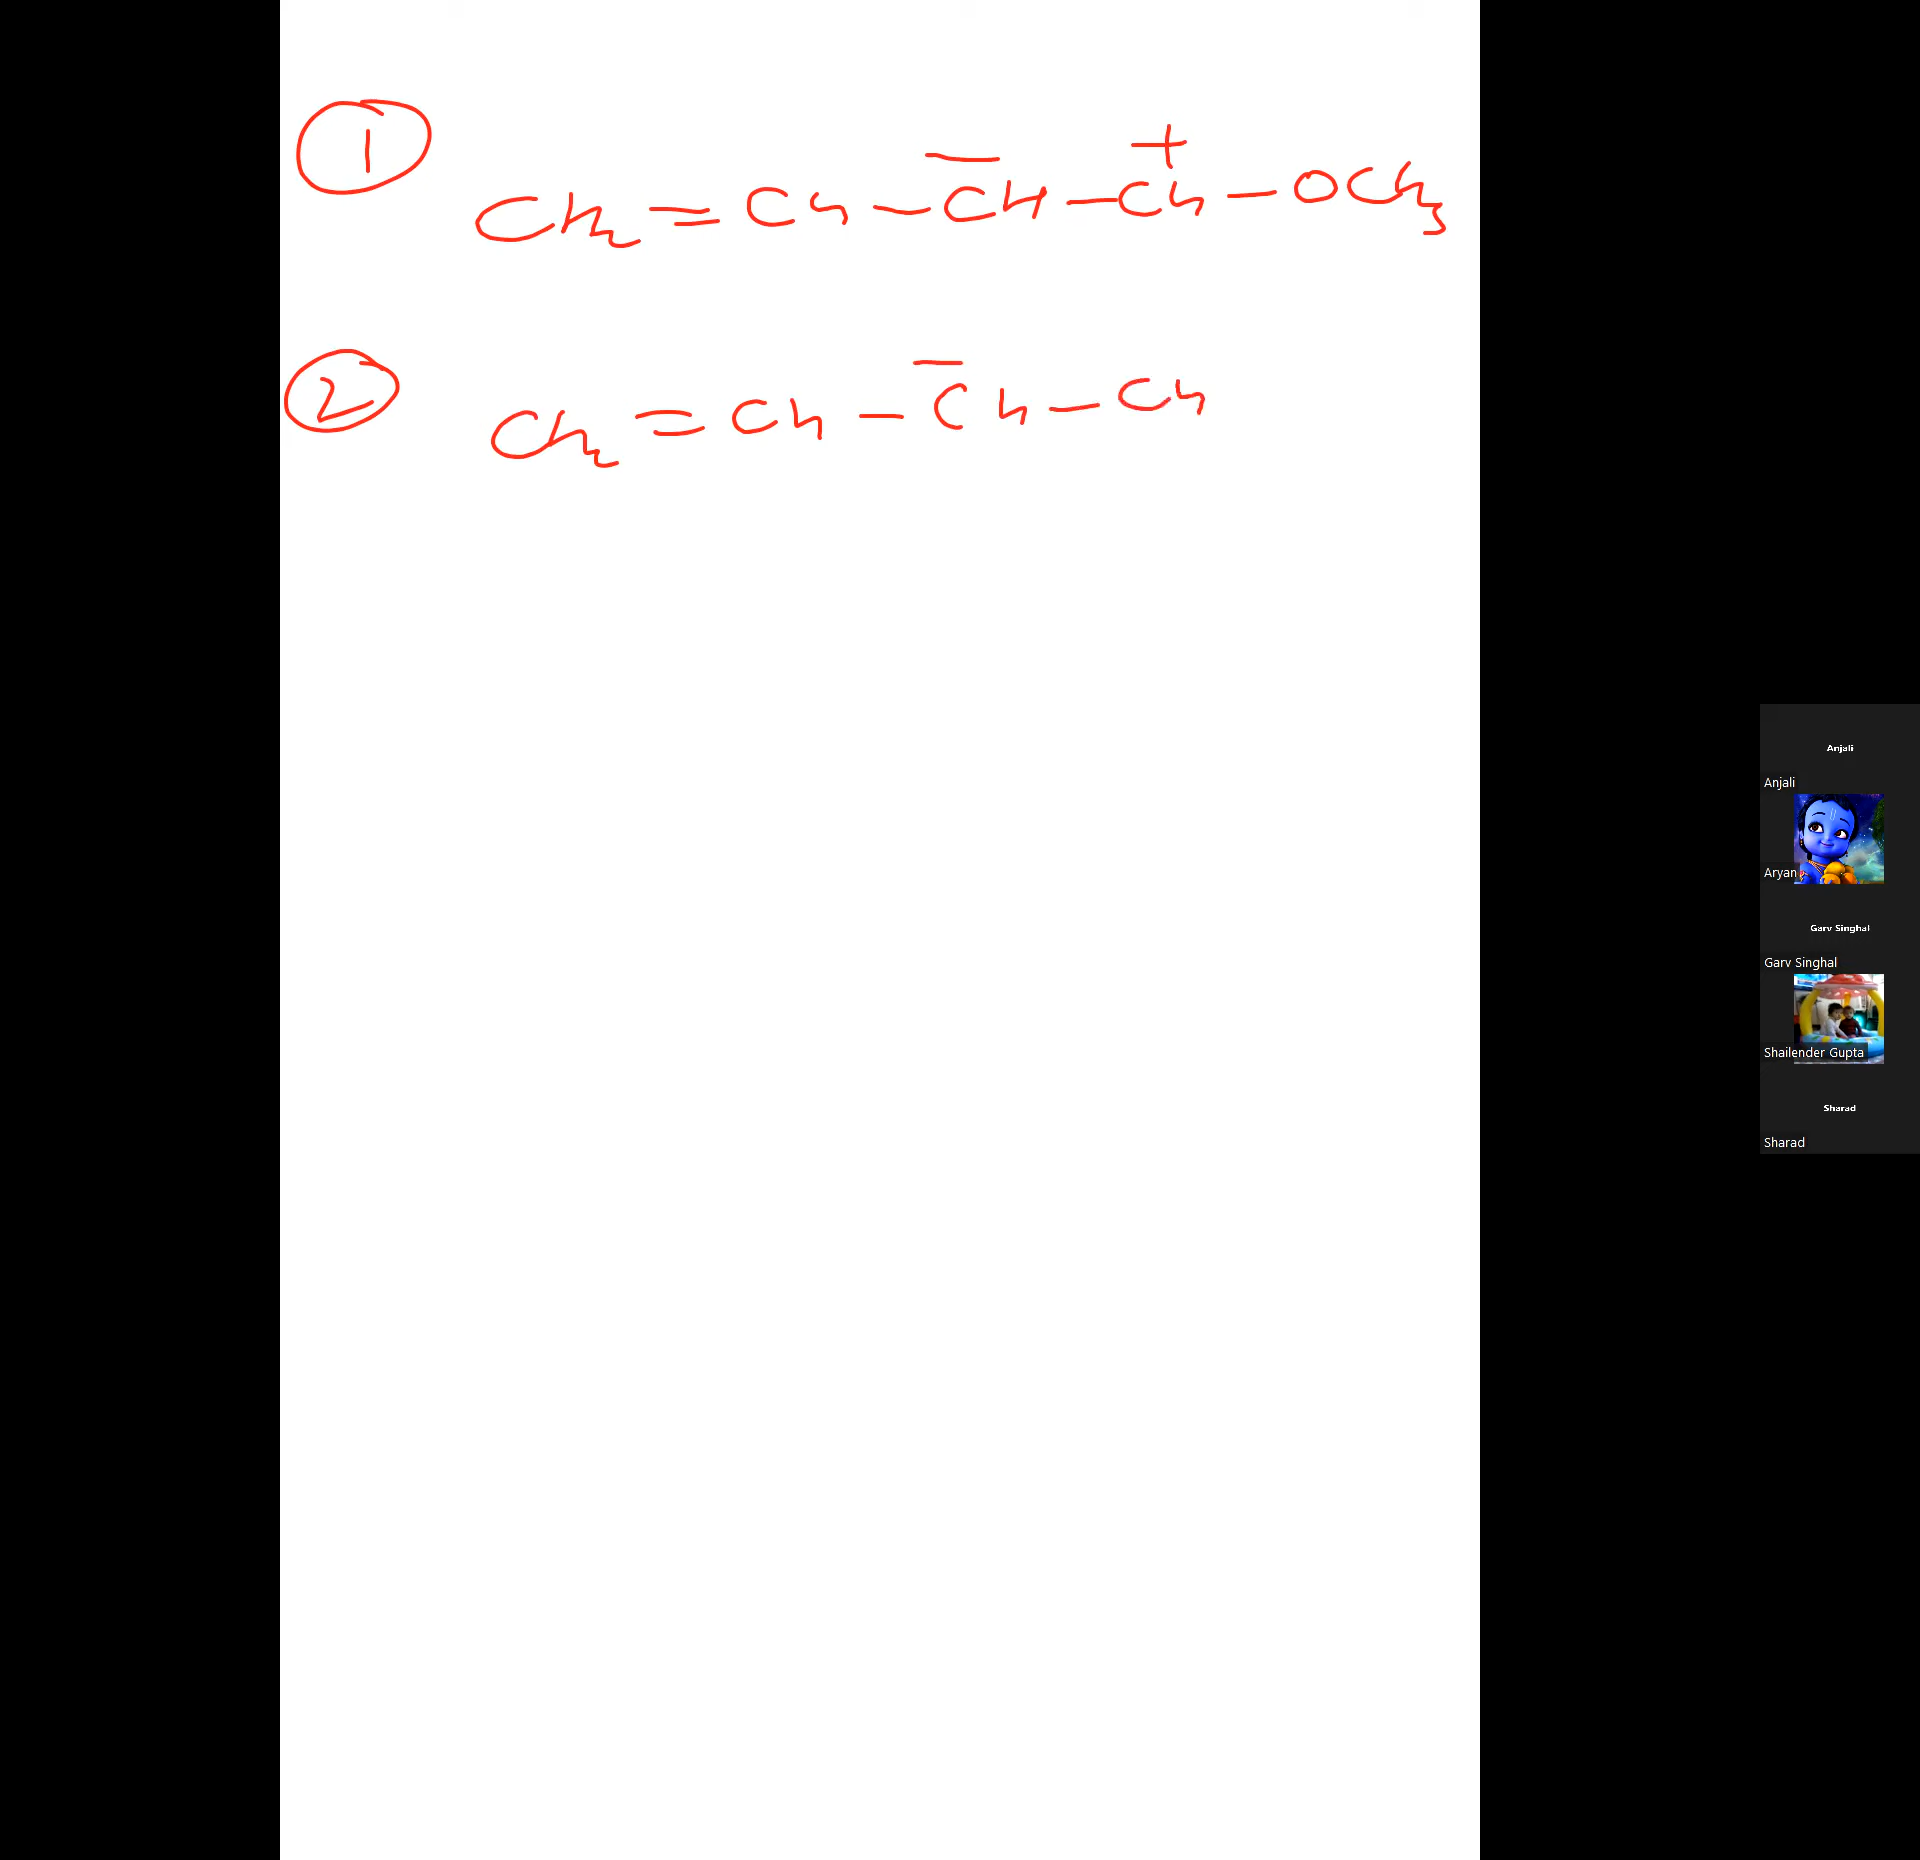 1
CH₂ = CH – C̄H – C⁺H – OCH₃
2
CH₂ = CH – C̄H – CH
Anjali
Anjali
Aryan
Garv Singhal
Garv Singhal
Shailender Gupta
Sharad
Sharad